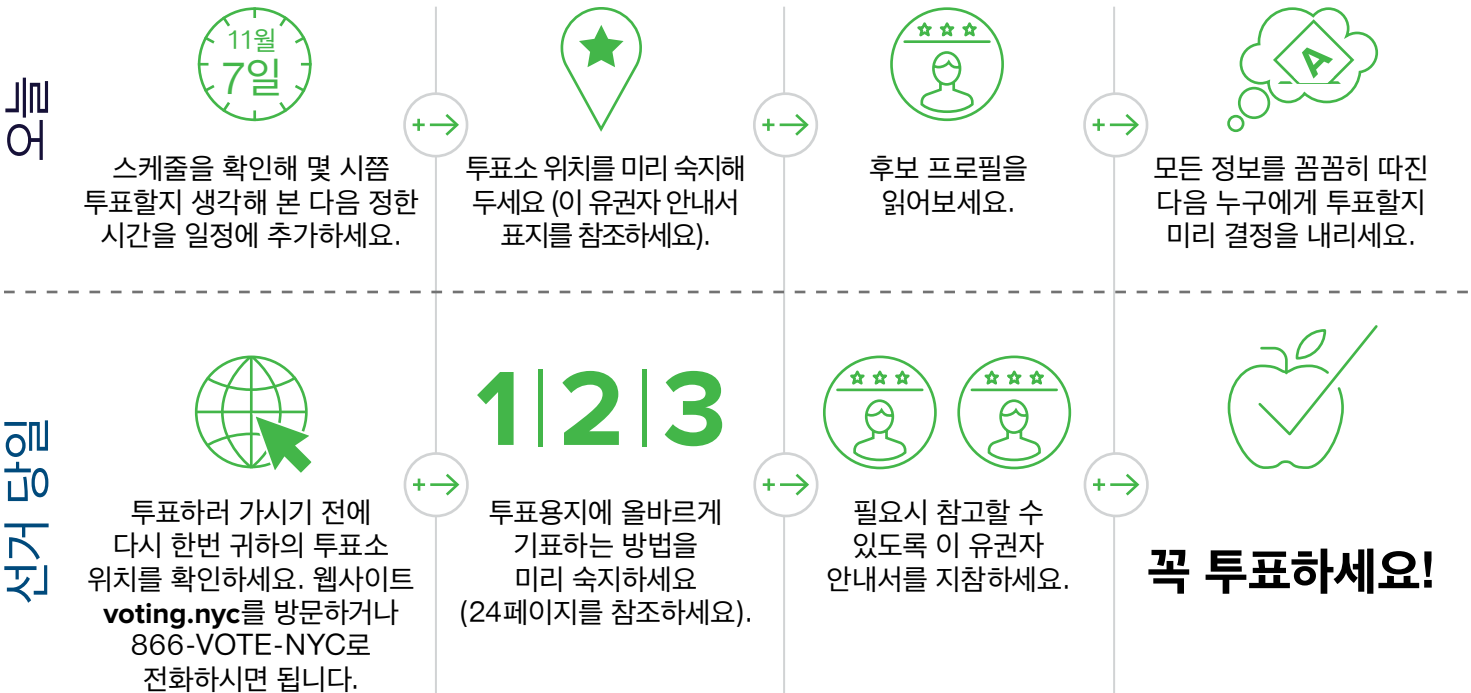 오늘
11월
7일
스케줄을 확인해 몇 시쯤
투표할지 생각해 본 다음 정한
시간을 일정에 추가하세요.
투표소 위치를 미리 숙지해
두세요 (이 유권자 안내서
표지를 참조하세요).
후보 프로필을
읽어보세요.
A
모든 정보를 꼼꼼히 따진
다음 누구에게 투표할지
미리 결정을 내리세요.
선거 당일
투표하러 가시기 전에
다시 한번 귀하의 투표소
위치를 확인하세요. 웹사이트
voting.nyc를 방문하거나
866-VOTE-NYC로
전화하시면 됩니다.
1|2|3
투표용지에 올바르게
기표하는 방법을
미리 숙지하세요
(24페이지를 참조하세요).
필요시 참고할 수
있도록 이 유권자
안내서를 지참하세요.
꼭 투표하세요!